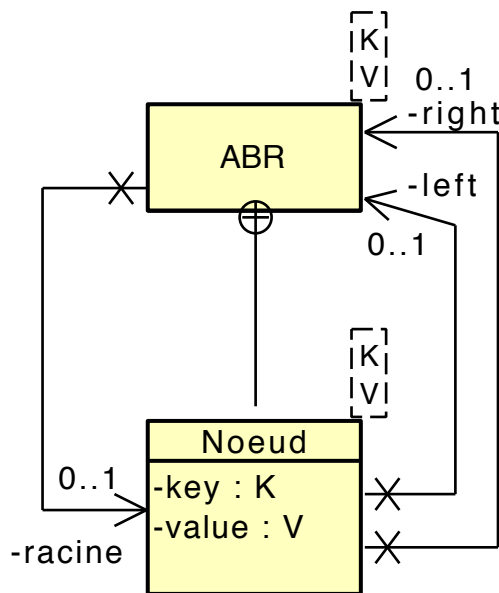 K
V
0..1
-right
ABR
-left
0..1
K
V
Noeud
0..1
-key : K
-value : V
-racine